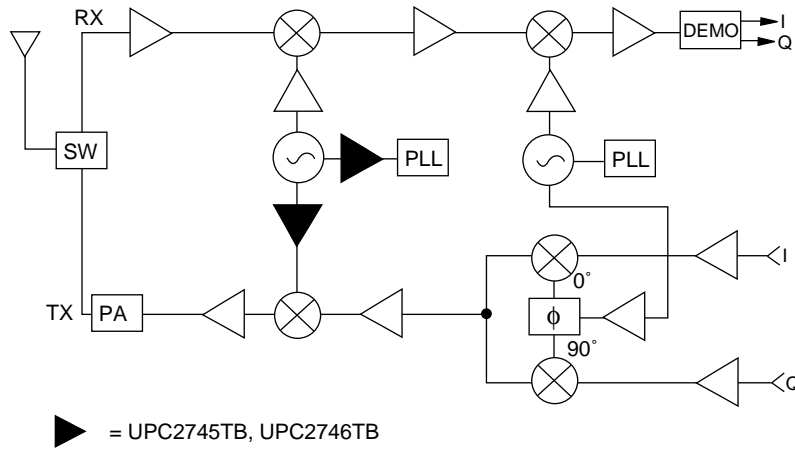 RX
DEMO
I
Q
SW
PLL
PLL
0°
I
TX
PA
ϕ
90°
Q
= UPC2745TB, UPC2746TB